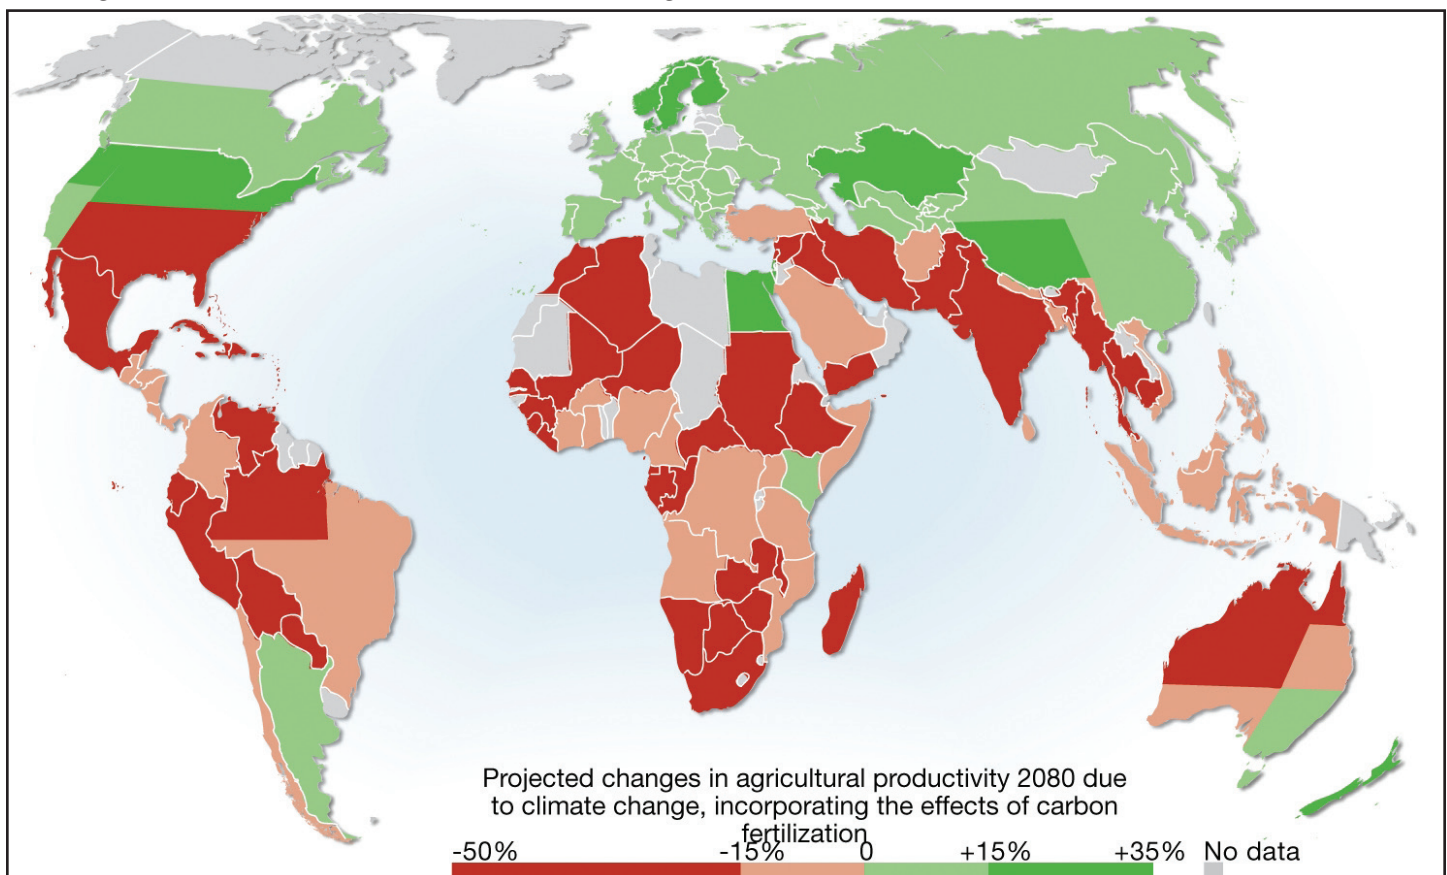 Projected changes in agricultural productivity 2080 due
to climate change, incorporating the effects of carbon
fertilization
-50% -15% 0 +15% +35% No data